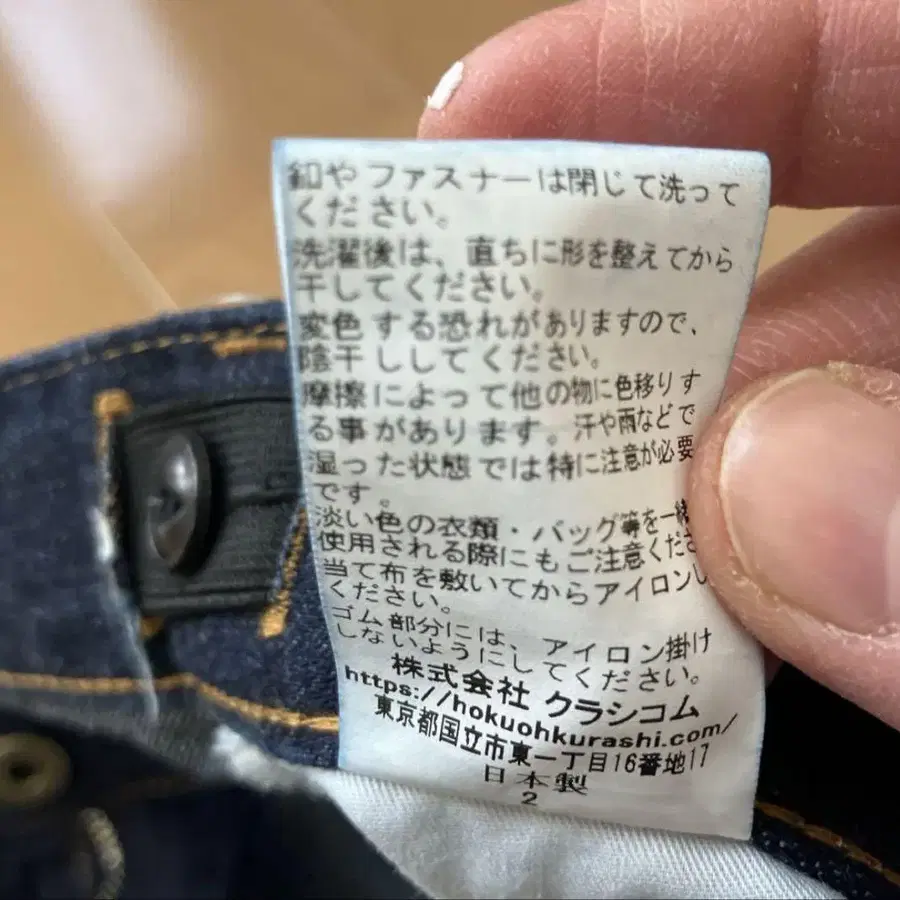 釦やファスナーは閉じて洗って
ください。
洗濯後は、直ちに形を整えてから
干してください。
変色する恐れがありますので、
陰干ししてください。
摩擦によって他の物に色移りす
る事があります。汗や雨などで
湿った状態では特に注意が必要
です。
淡い色の衣類・バッグ等を一緒
使用される際にもご注意くださ
当て布を敷いてからアイロンし
ください。
ゴム部分には、アイロン掛け
しないようにしてください。
株式会社 クラシコム
https://hokuohkurashi.com/
東京都国立市東一丁目16番地17
日本製
2